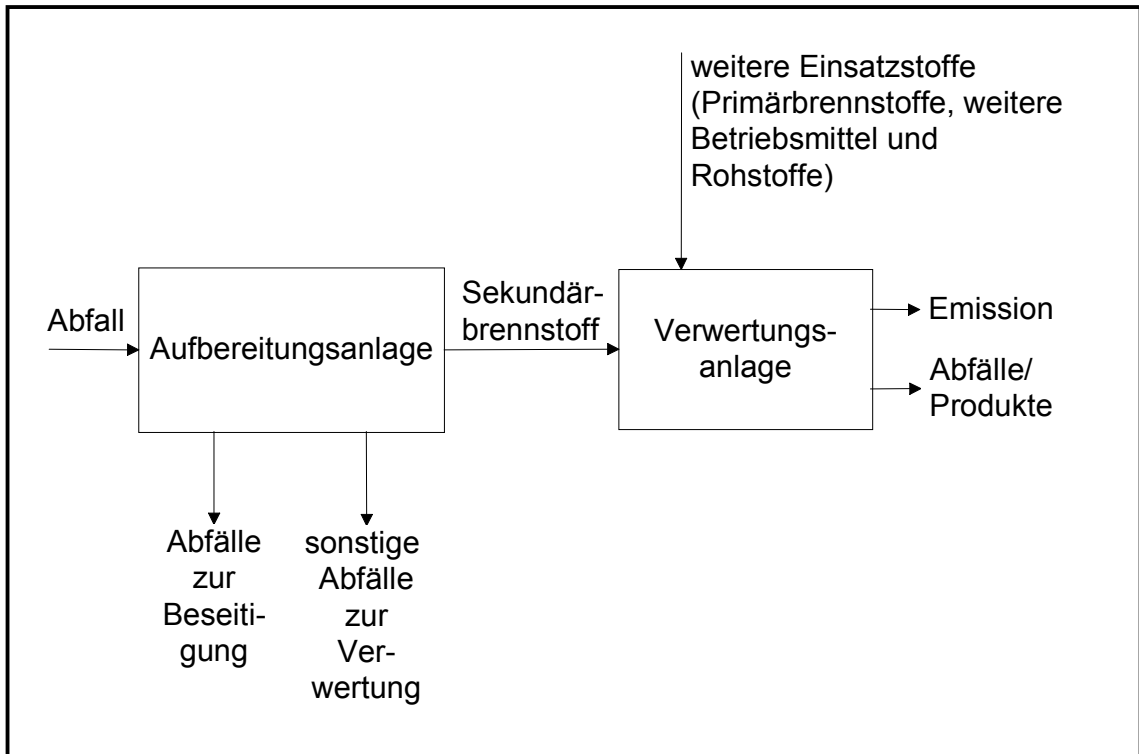 weitere Einsatzstoffe
(Primärbrennstoffe, weitere
Betriebsmittel und
Rohstoffe)
Abfall
Aufbereitungsanlage
Sekundär-
brennstoff
Verwertungs-
anlage
Emission
Abfälle/
Produkte
Abfälle
zur
Beseiti-
gung
sonstige
Abfälle
zur
Ver-
wertung